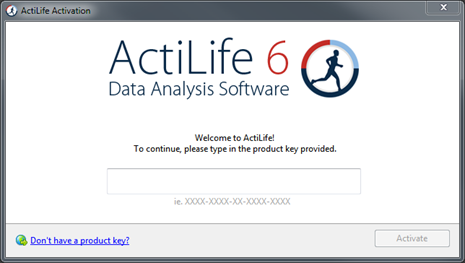 ActiLife Activation
ActiLife 6
Data Analysis Software
Welcome to ActiLife!
To continue, please type in the product key provided.
ie. XXXX-XXXX-XX-XXXX-XXXX
Don't have a product key?
Activate